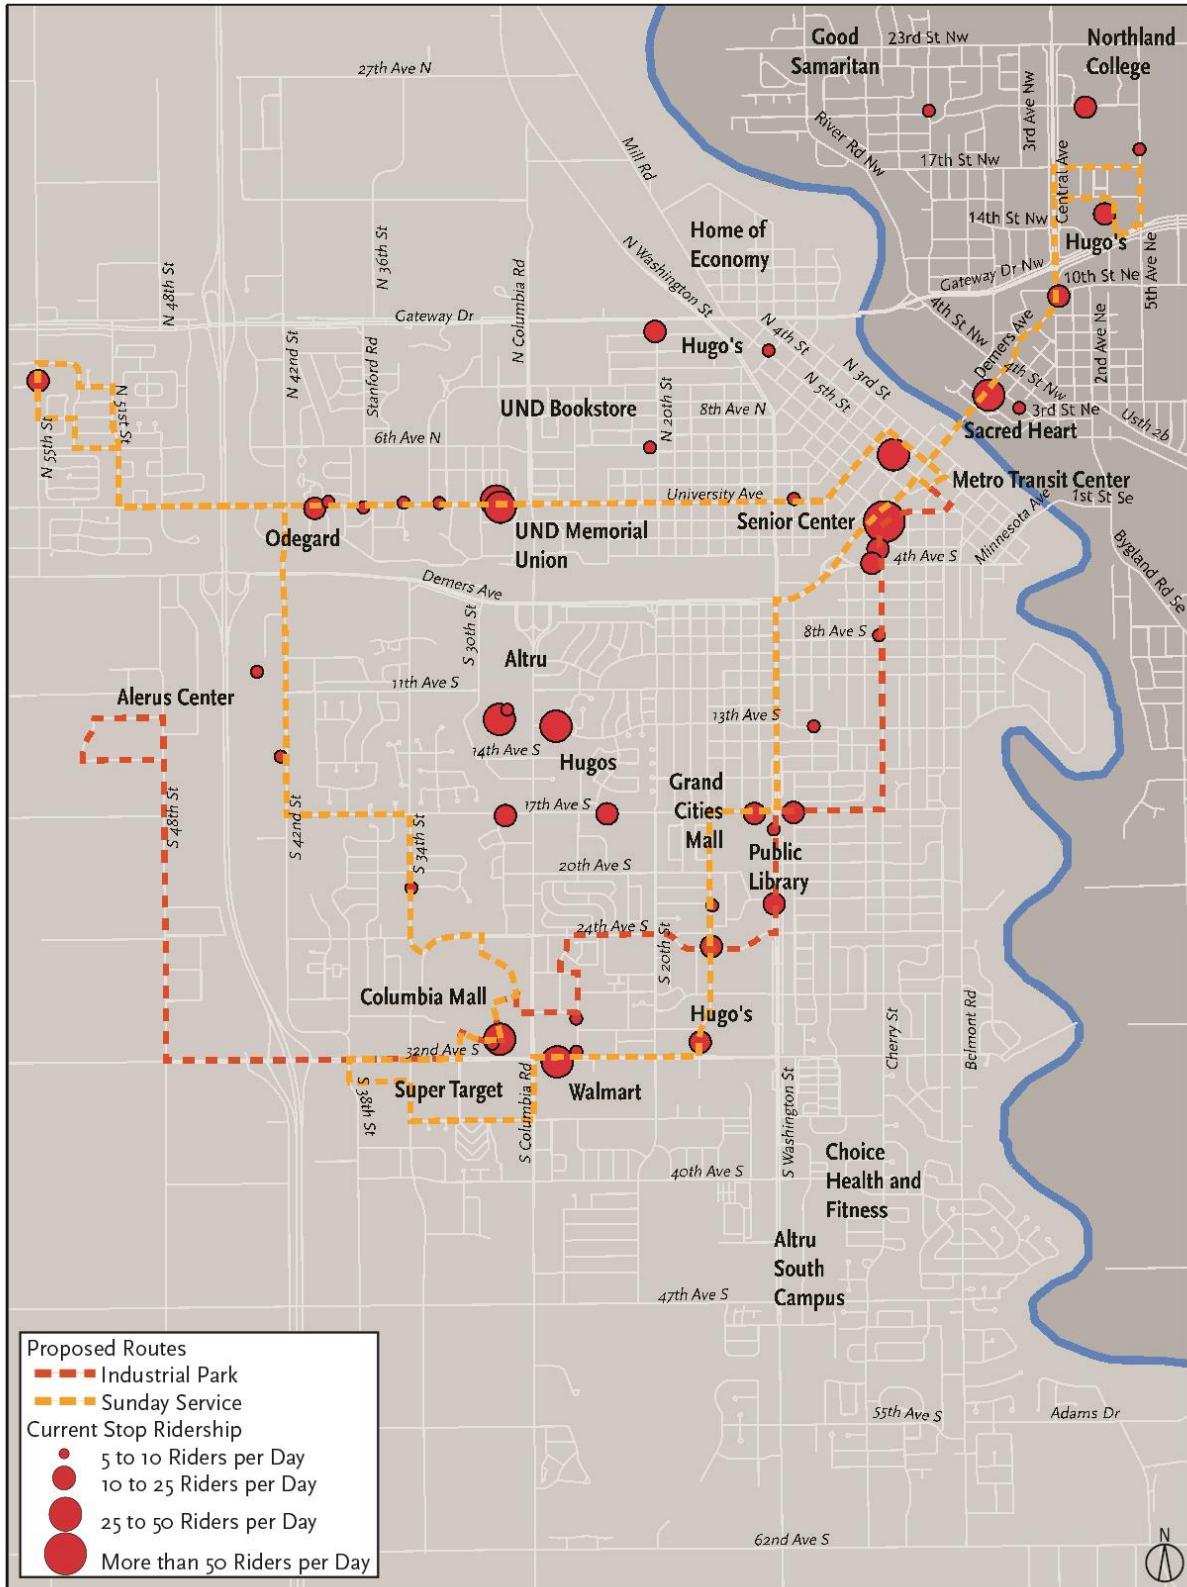 Good
Samaritan
23rd St Nw
Northland
College
27th Ave N
3rd Ave Nw
River Rd Nw
17th St Nw
Mill Rd
Central Ave
14th St Nw
Hugo's
Home of
Economy
N 36th St
N Washington St
N Columbia Rd
N 48th St
Gateway Dr Nw
10th St Ne
5th Ave Ne
Gateway Dr
4th St Nw
Demers Ave
2nd Ave Ne
N 42nd St
Stanford Rd
Hugo's
N 4th St
N 3rd St
N 5th St
4th St Nw
N 51st St
N 55th St
UND Bookstore
N 20th St
8th Ave N
3rd St Ne
Usth 2b
6th Ave N
Sacred Heart
Metro Transit Center
University Ave
1st St Se
Minnesota Ave
Odegard
UND Memorial
Union
Senior Center
4th Ave S
Bygland Rd Se
Demers Ave
S 30th St
8th Ave S
Altru
Alerus Center
11th Ave S
13th Ave S
14th Ave S
Hugos
Grand
Cities
Mall
17th Ave S
S 48th St
S 42nd St
S 34th St
20th Ave S
Public
Library
24th Ave S
S 20th St
Columbia Mall
Hugo's
Cherry St
Belmont Rd
32nd Ave S
Super Target
Walmart
S 38th St
S Columbia Rd
S Washington St
40th Ave S
Choice
Health and
Fitness
Altru
South
Campus
47th Ave S
Proposed Routes
Industrial Park
Sunday Service
Current Stop Ridership
5 to 10 Riders per Day
10 to 25 Riders per Day
25 to 50 Riders per Day
More than 50 Riders per Day
55th Ave S
Adams Dr
62nd Ave S
N